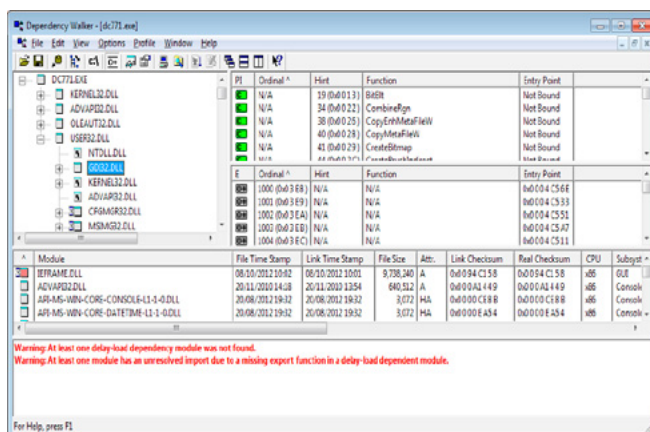 Dependency Walker - [dc771.exe]
File Edit View Options Profile Window Help
DC771.EXE
KERNEL32.DLL
ADVAPI32.DLL
OLEAUT32.DLL
USER32.DLL
NTDLL.DLL
GDI32.DLL
KERNEL32.DLL
ADVAPI32.DLL
CFGMGR32.DLL
MSIMG32.DLL
PI Ordinal ^ Hint Function Entry Point
N/A 19 (0x0013) BitBlt Not Bound
N/A 34 (0x0022) CombineRgn Not Bound
N/A 38 (0x0026) CopyEnhMetaFileW Not Bound
N/A 40 (0x0028) CopyMetaFileW Not Bound
N/A 41 (0x0029) CreateBitmap Not Bound
N/A 44 (0x002C) Not Bound
E Ordinal ^ Hint Function Entry Point
1000 (0x03E8) N/A N/A 0x0004C56E
1001 (0x03E9) N/A N/A 0x0004C533
1002 (0x03EA) N/A N/A 0x0004C551
1003 (0x03EB) N/A N/A 0x0004C5A7
1004 (0x03EC) N/A N/A 0x0004C511
^ Module File Time Stamp Link Time Stamp File Size Attr. Link Checksum Real Checksum CPU Subsyst
IEFRAME.DLL 08/10/2012 10:02 08/10/2012 10:01 9,738,240 A 0x0094C158 0x0094C158 x86 GUI
ADVAPI32.DLL 20/11/2010 14:18 20/11/2010 13:54 640,512 A 0x000A1449 0x000A1449 x86 Console
API-MS-WIN-CORE-CONSOLE-L1-1-0.DLL 20/08/2012 19:32 20/08/2012 19:32 3,072 HA 0x0000CEBB 0x0000CEBB x86 Console
API-MS-WIN-CORE-DATETIME-L1-1-0.DLL 20/08/2012 19:32 20/08/2012 19:32 3,072 HA 0x0000EA54 0x0000EA54 x86 Console
Warning: At least one delay-load dependency module was not found.
Warning: At least one module has an unresolved import due to a missing export function in a delay-load dependent module.
For Help, press F1